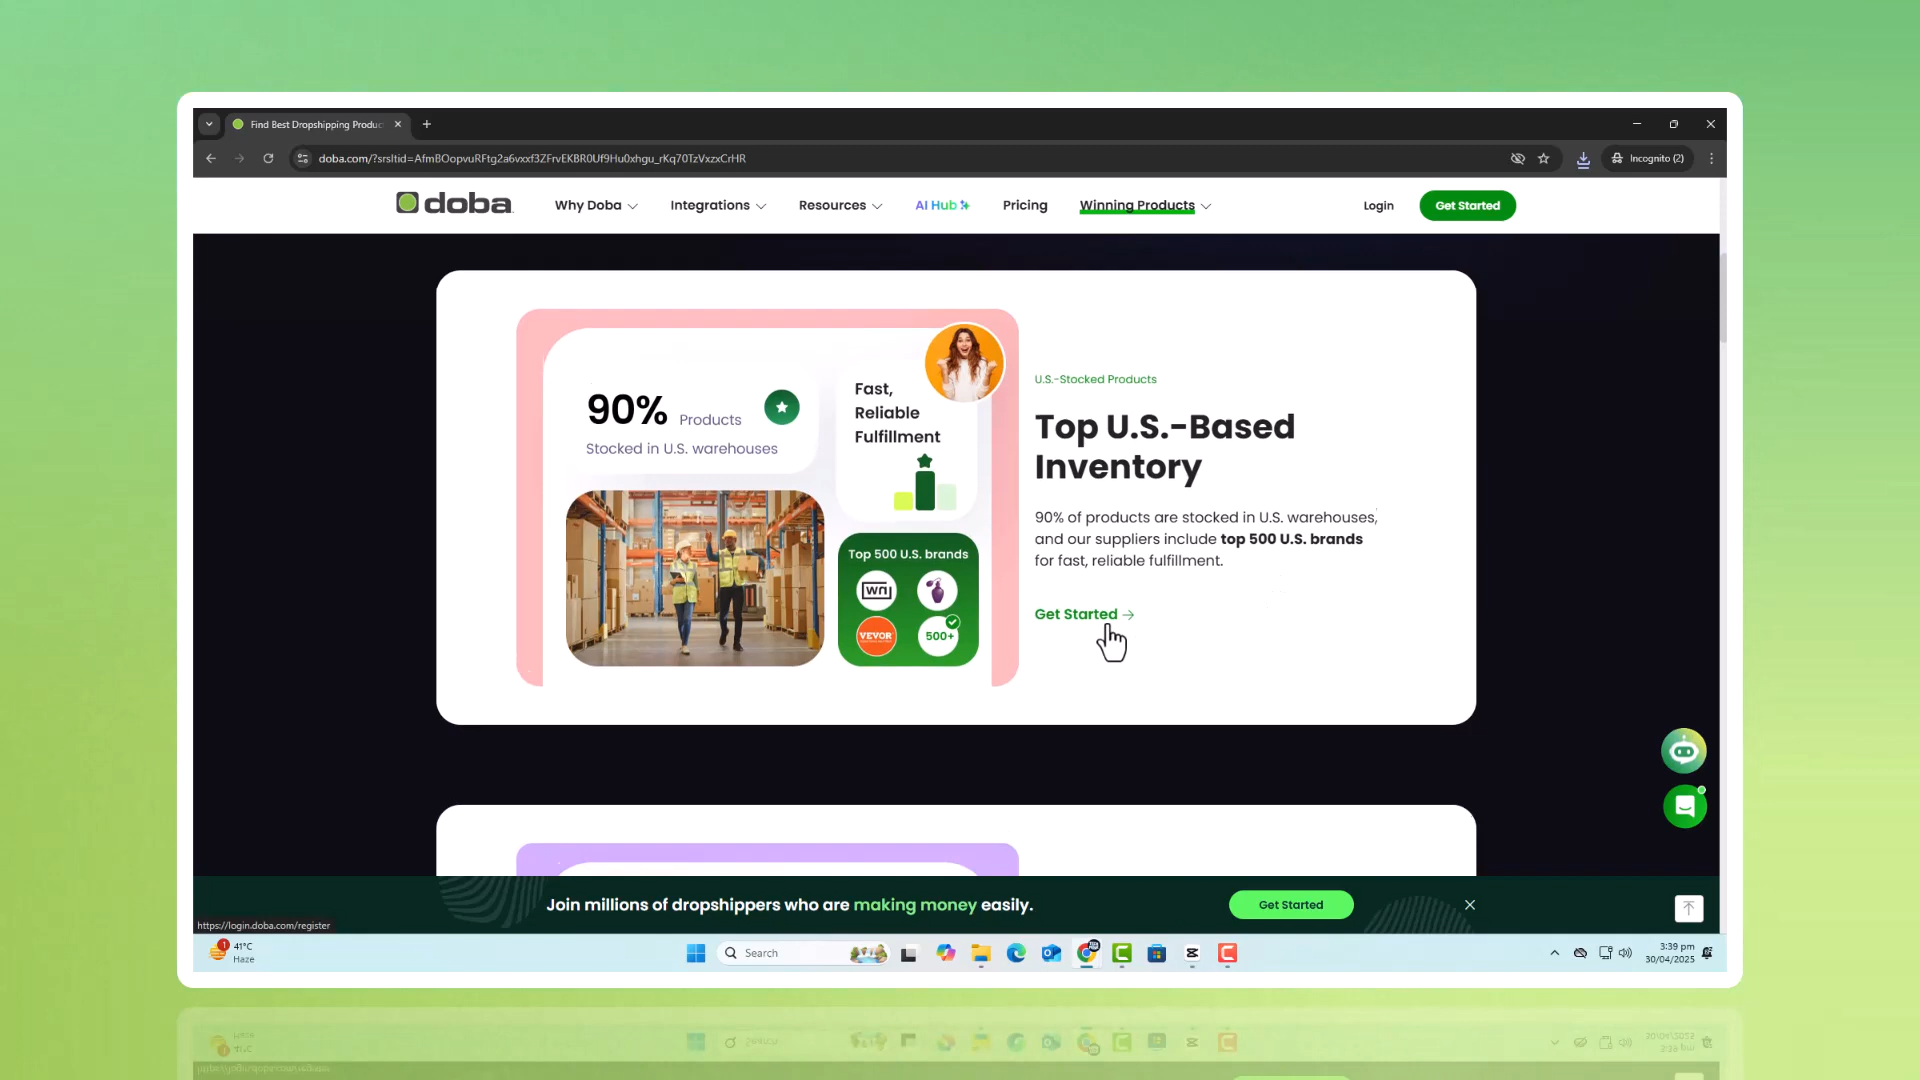 Find Best Dropshipping Produc
doba.com/?srsltid=AfmBOopvuRFtg2a6vxxf3ZFrvEKBR0Uf9Hu0xhgu_rKq70TzVxzxCrHR
Incognito (2)
doba
Why Doba
Integrations
Resources
AI Hub
Pricing
Winning Products
Login
Get Started
90% Products
Stocked in U.S. warehouses
Fast,
Reliable
Fulfillment
Top 500 U.S. brands
VEVOR
500+
U.S.-Stocked Products
Top U.S.-Based
Inventory
90% of products are stocked in U.S. warehouses,
and our suppliers include top 500 U.S. brands
for fast, reliable fulfillment.
Get Started
Join millions of dropshippers who are making money easily.
Get Started
https://login.doba.com/register
1
41°C
Haze
Search
3:39 pm
30/04/2025